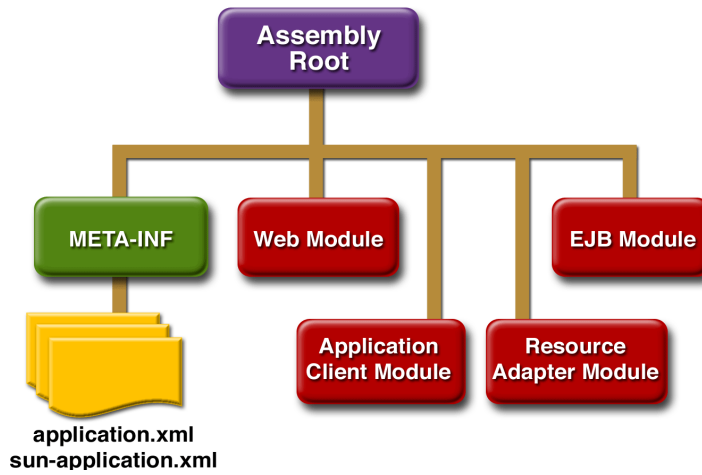 Assembly
Root
META-INF
Web Module
EJB Module
Application
Client Module
Resource
Adapter Module
application.xml
sun-application.xml